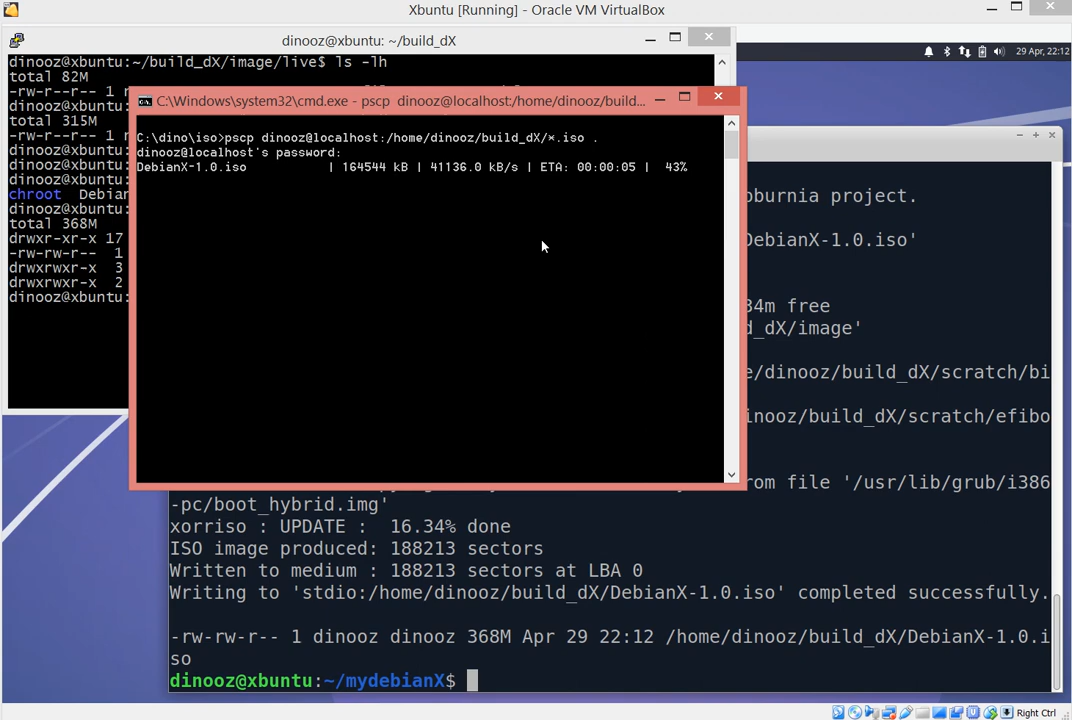 Xbuntu [Running] - Oracle VM VirtualBox
29 Apr, 22:12
dinooz@xbuntu: ~/build_dX
dinooz@xbuntu:~/build_dX/image/live$ ls -lh
total 82M
-rw-r--r-- 1 r
dinooz@xbuntu:
total 315M
-rw-r--r-- 1 r
dinooz@xbuntu:
dinooz@xbuntu:
dinooz@xbuntu:
chroot Debian
dinooz@xbuntu:
total 368M
drwxr-xr-x 17
-rw-rw-r-- 1
drwxrwxr-x 3
drwxrwxr-x 2
dinooz@xbuntu:
C:\Windows\system32\cmd.exe - pscp dinooz@localhost:/home/dinooz/build...
C:\dino\iso>pscp dinooz@localhost:/home/dinooz/build_dX/*.iso .
dinooz@localhost's password:
DebianX-1.0.iso | 164544 kB | 41136.0 kB/s | ETA: 00:00:05 | 43%
burnia project.
DebianX-1.0.iso'
34m free
d_dX/image'
e/dinooz/build_dX/scratch/bi
inooz/build_dX/scratch/efibo
rom file '/usr/lib/grub/i386
-pc/boot_hybrid.img'
xorriso : UPDATE : 16.34% done
ISO image produced: 188213 sectors
Written to medium : 188213 sectors at LBA 0
Writing to 'stdio:/home/dinooz/build_dX/DebianX-1.0.iso' completed successfully.
-rw-rw-r-- 1 dinooz dinooz 368M Apr 29 22:12 /home/dinooz/build_dX/DebianX-1.0.i
so
dinooz@xbuntu:~/mydebianX$
Right Ctrl